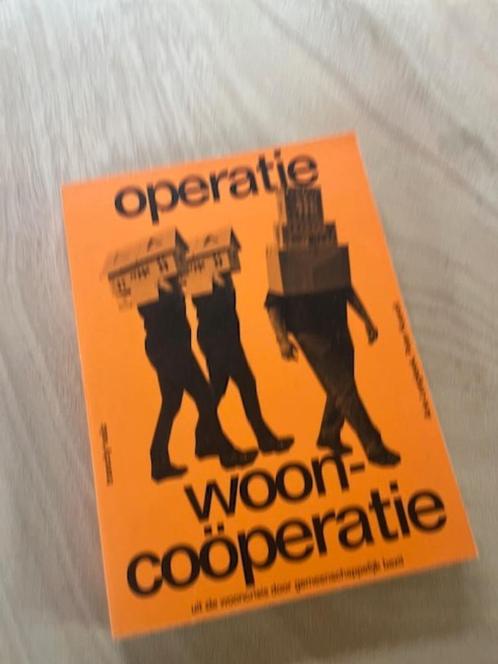 operatie
woon-
coöperatie
uit de wooncrisis door gemeenschappelijk bezit